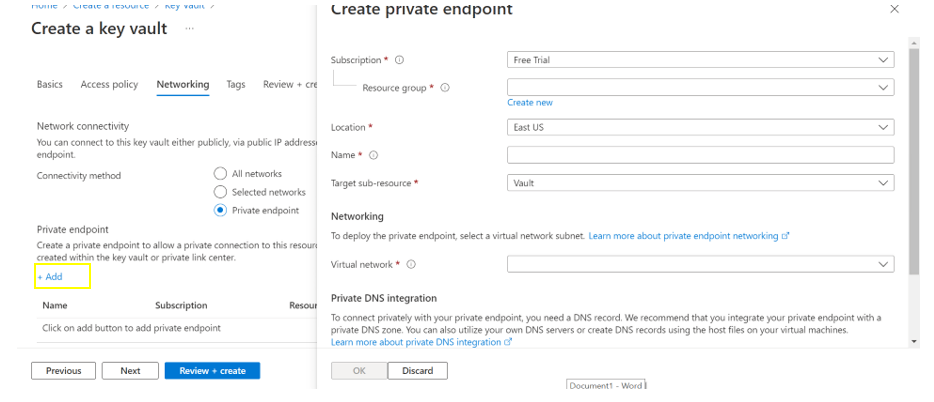 Home > Create a resource > Key Vault >
Create a key vault ...
Basics Access policy Networking Tags Review + cre
Network connectivity
You can connect to this key vault either publicly, via public IP addresse
endpoint.
Connectivity method
All networks
Selected networks
Private endpoint
Private endpoint
Create a private endpoint to allow a private connection to this resourc
created within the key vault or private link center.
+ Add
Name Subscription Resour
Click on add button to add private endpoint
Previous Next Review + create
Create private endpoint
Subscription *
Free Trial
Resource group *
Create new
Location *
East US
Name *
Target sub-resource *
Vault
Networking
To deploy the private endpoint, select a virtual network subnet. Learn more about private endpoint networking
Virtual network *
Private DNS integration
To connect privately with your private endpoint, you need a DNS record. We recommend that you integrate your private endpoint with a
private DNS zone. You can also utilize your own DNS servers or create DNS records using the host files on your virtual machines.
Learn more about private DNS integration
OK Discard
Document1 - Word